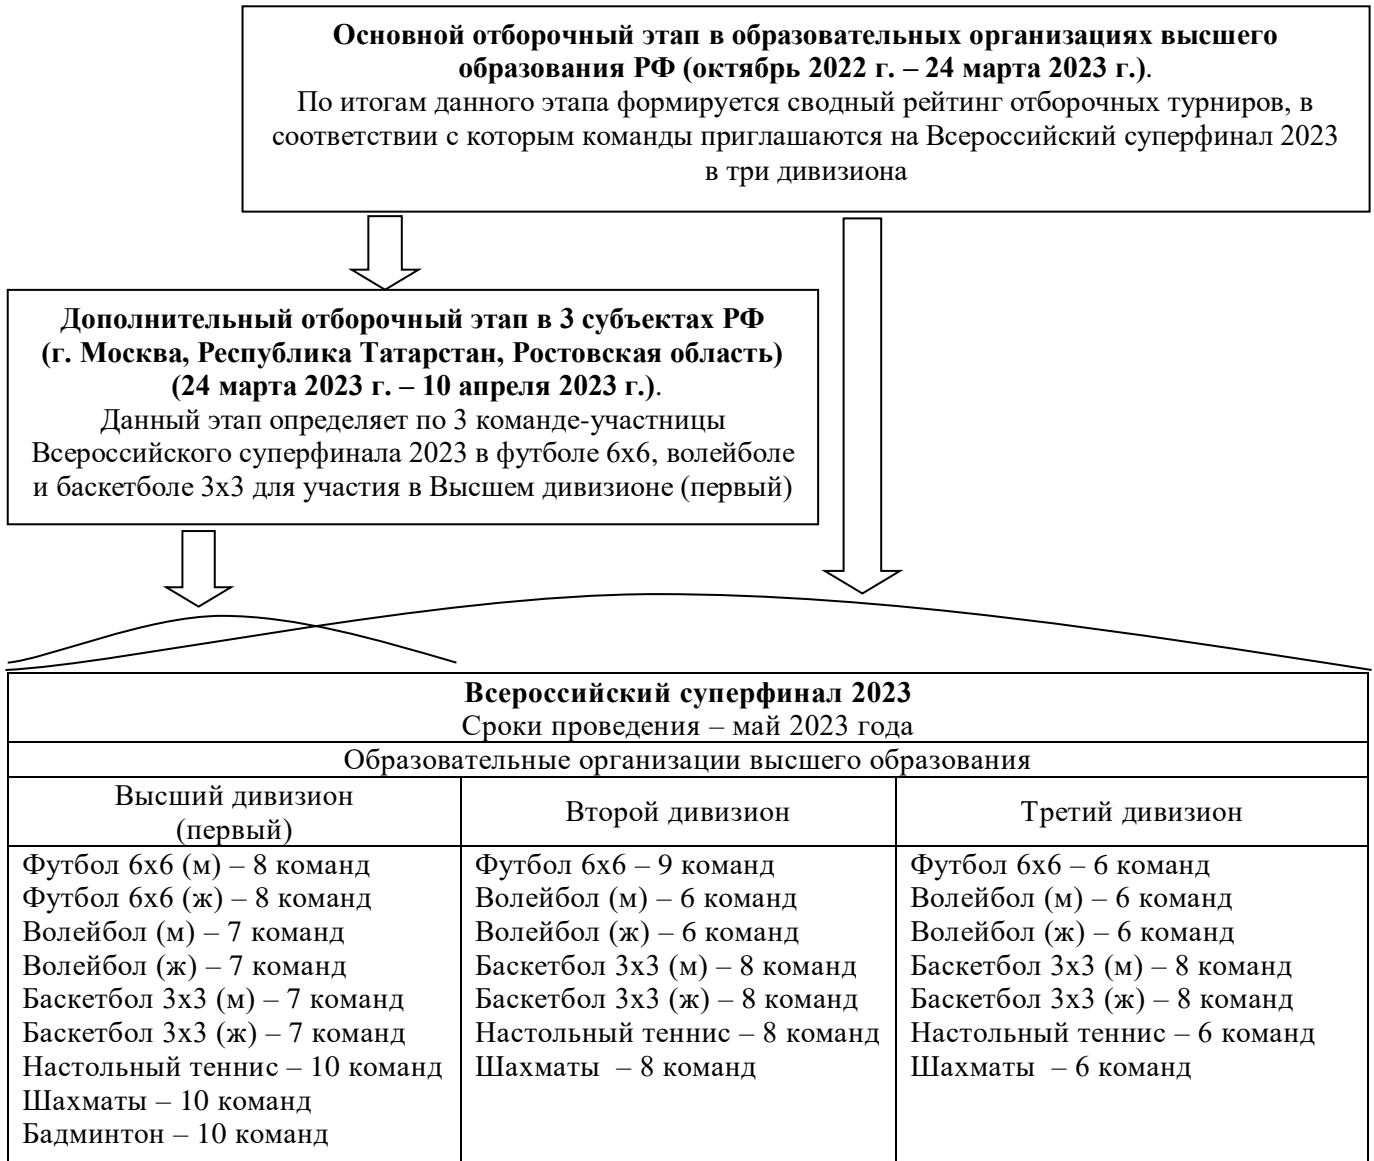 Основной отборочный этап в образовательных организациях высшего
образования РФ (октябрь 2022 г. – 24 марта 2023 г.).
По итогам данного этапа формируется сводный рейтинг отборочных турниров, в
соответствии с которым команды приглашаются на Всероссийский суперфинал 2023
в три дивизиона
Дополнительный отборочный этап в 3 субъектах РФ
(г. Москва, Республика Татарстан, Ростовская область)
(24 марта 2023 г. – 10 апреля 2023 г.).
Данный этап определяет по 3 команде-участницы
Всероссийского суперфинала 2023 в футболе 6х6, волейболе
и баскетболе 3х3 для участия в Высшем дивизионе (первый)
Всероссийский суперфинал 2023
Сроки проведения – май 2023 года
Образовательные организации высшего образования
Высший дивизион
(первый)
Футбол 6х6 (м) – 8 команд
Футбол 6х6 (ж) – 8 команд
Волейбол (м) – 7 команд
Волейбол (ж) – 7 команд
Баскетбол 3х3 (м) – 7 команд
Баскетбол 3х3 (ж) – 7 команд
Настольный теннис – 10 команд
Шахматы – 10 команд
Бадминтон – 10 команд
Второй дивизион
Футбол 6х6 – 9 команд
Волейбол (м) – 6 команд
Волейбол (ж) – 6 команд
Баскетбол 3х3 (м) – 8 команд
Баскетбол 3х3 (ж) – 8 команд
Настольный теннис – 8 команд
Шахматы – 8 команд
Третий дивизион
Футбол 6х6 – 6 команд
Волейбол (м) – 6 команд
Волейбол (ж) – 6 команд
Баскетбол 3х3 (м) – 8 команд
Баскетбол 3х3 (ж) – 8 команд
Настольный теннис – 6 команд
Шахматы – 6 команд